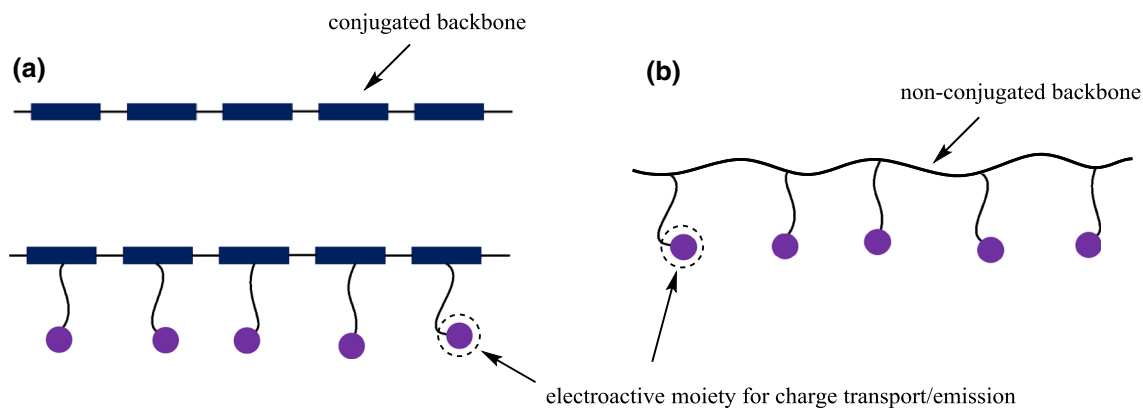 conjugated backbone
(a)
(b)
non-conjugated backbone
electroactive moiety for charge transport/emission